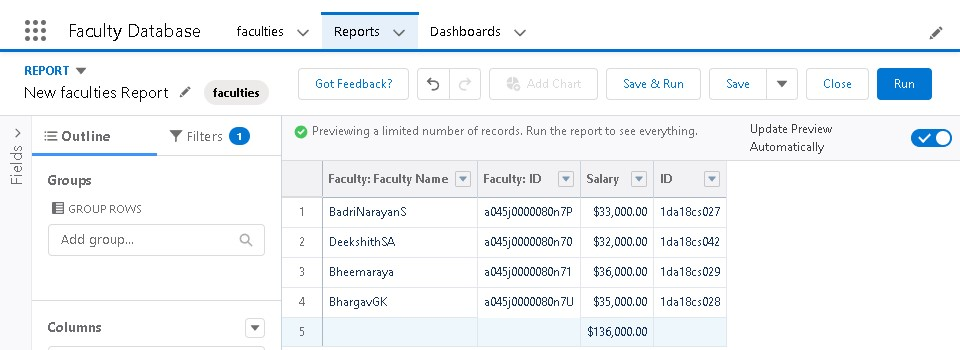 Faculty Database faculties Reports Dashboards
REPORT
New faculties Report faculties Got Feedback? Add Chart Save & Run Save Close Run
Fields
Outline Filters 1
Previewing a limited number of records. Run the report to see everything.
Update Preview
Automatically
Groups
GROUP ROWS
Add group...
Columns
Faculty: Faculty Name Faculty: ID Salary ID
1 BadriNarayanS a045j0000080n7P $33,000.00 1da18cs027
2 DeekshithSA a045j0000080n70 $32,000.00 1da18cs042
3 Bheemaraya a045j0000080n71 $36,000.00 1da18cs029
4 BhargavGK a045j0000080n7U $35,000.00 1da18cs028
5 $136,000.00